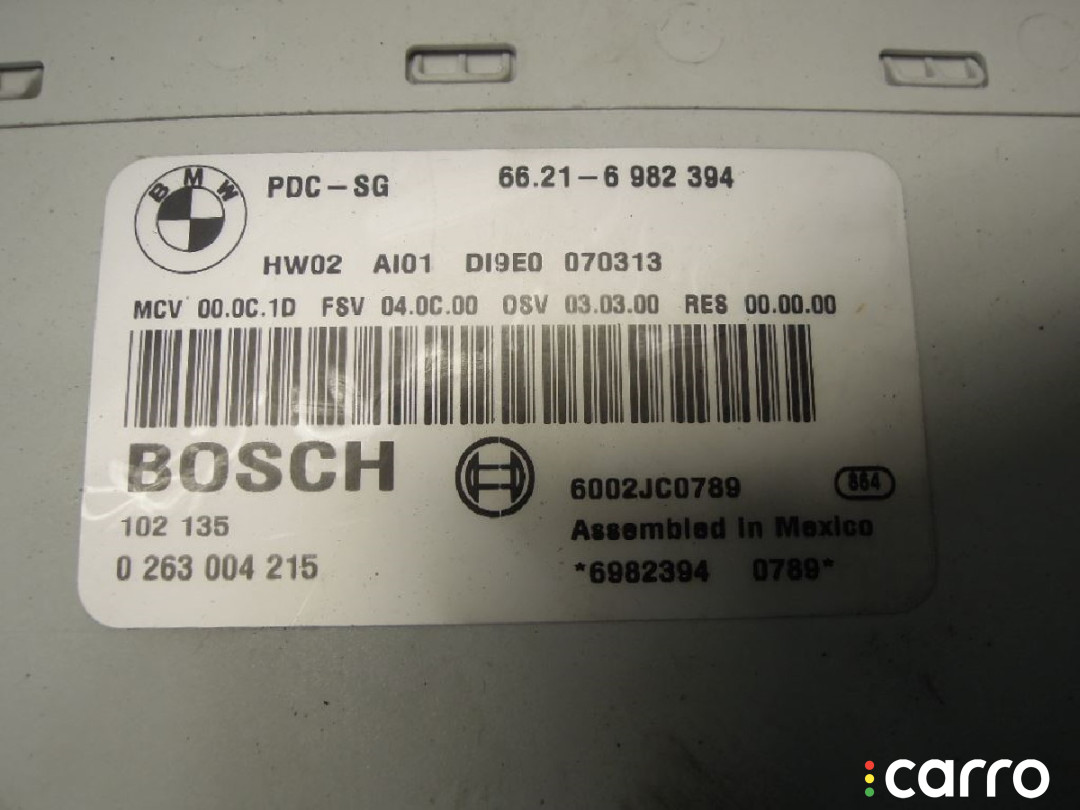 BMW
PDC-SG 66.21-6 982 394
HW02 AI01 DI9E0 070313
MCV 00.0C.1D FSV 04.0C.00 OSV 03.03.00 RES 00.00.00
BOSCH
6002JC0789 664
102 135 Assembled in Mexico
0 263 004 215 *6982394 0789*
carro